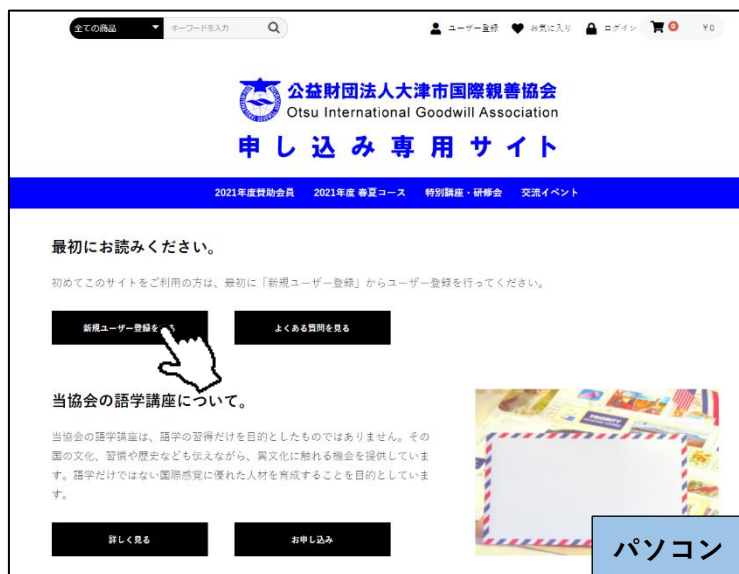 全ての商品 ▼ キーワードを入力 ユーザー登録 お気に入り ログイン 0 ¥0
公益財団法人大津市国際親善協会
Otsu International Goodwill Association
申し込み専用サイト
2021年度賛助会員 2021年度 春夏コース 特別講座・研修会 交流イベント
最初にお読みください。
初めてこのサイトをご利用の方は、最初に「新規ユーザー登録」からユーザー登録を行ってください。
新規ユーザー登録を る よくある質問を見る
当協会の語学講座について。
当協会の語学講座は、語学の習得だけを目的としたものではありません。その
国の文化、習慣や歴史なども伝えながら、異文化に触れる機会を提供していま
す。語学だけではない国際感覚に優れた人材を育成することを目的としていま
す。
詳しく見る お申し込み
PRIORITY
パソコン